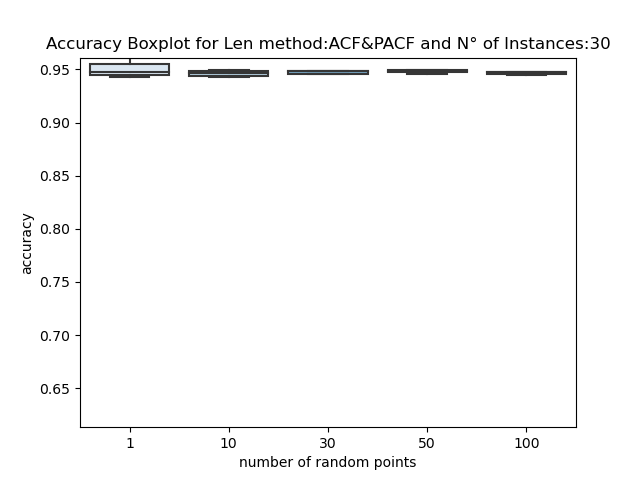 Accuracy Boxplot for Len method:ACF&PACF and N° of Instances:30
0.95
0.90
0.85
0.80
0.75
0.70
0.65
accuracy
1 10 30 50 100
number of random points